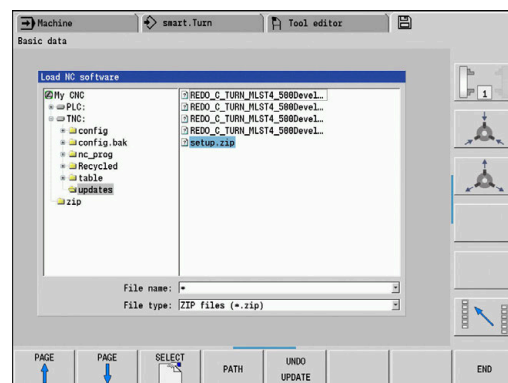 Machine
smart.Turn
Tool editor
Basic data
Load NC software
My CNC
PLC:
TNC:
config
config.bak
nc_prog
Recycled
table
updates
zip
REDO_C_TURN_MLST4_500Devel...
REDO_C_TURN_MLST4_500Devel...
REDO_C_TURN_MLST4_500Devel...
REDO_C_TURN_MLST4_500Devel...
setup.zip
1
File name: *
File type: ZIP files (*.zip)
PAGE
PAGE
SELECT
PATH
UNDO
UPDATE
END